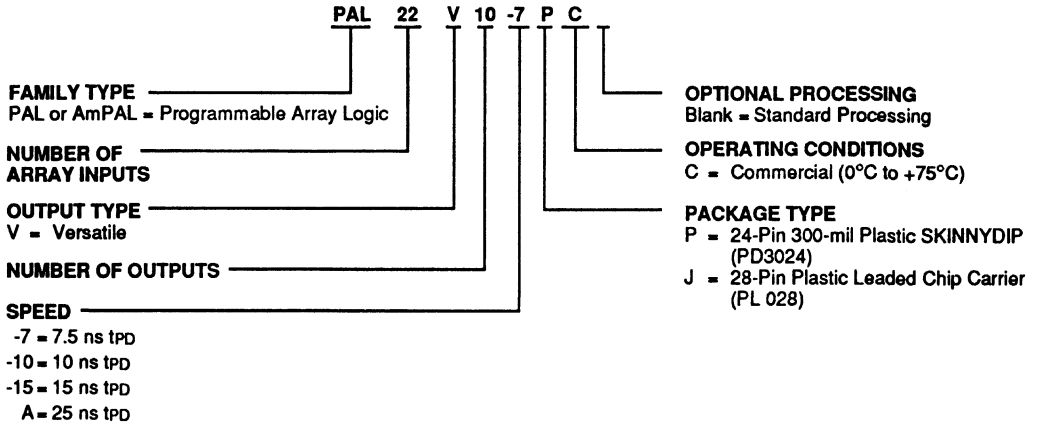 PAL 22 V 10 -7 P C
FAMILY TYPE
PAL or AmPAL = Programmable Array Logic
NUMBER OF
ARRAY INPUTS
OUTPUT TYPE
V = Versatile
NUMBER OF OUTPUTS
SPEED
-7 = 7.5 ns tPD
-10 = 10 ns tPD
-15 = 15 ns tPD
A = 25 ns tPD
OPTIONAL PROCESSING
Blank = Standard Processing
OPERATING CONDITIONS
C = Commercial (0°C to +75°C)
PACKAGE TYPE
P = 24-Pin 300-mil Plastic SKINNYDIP
(PD3024)
J = 28-Pin Plastic Leaded Chip Carrier
(PL 028)